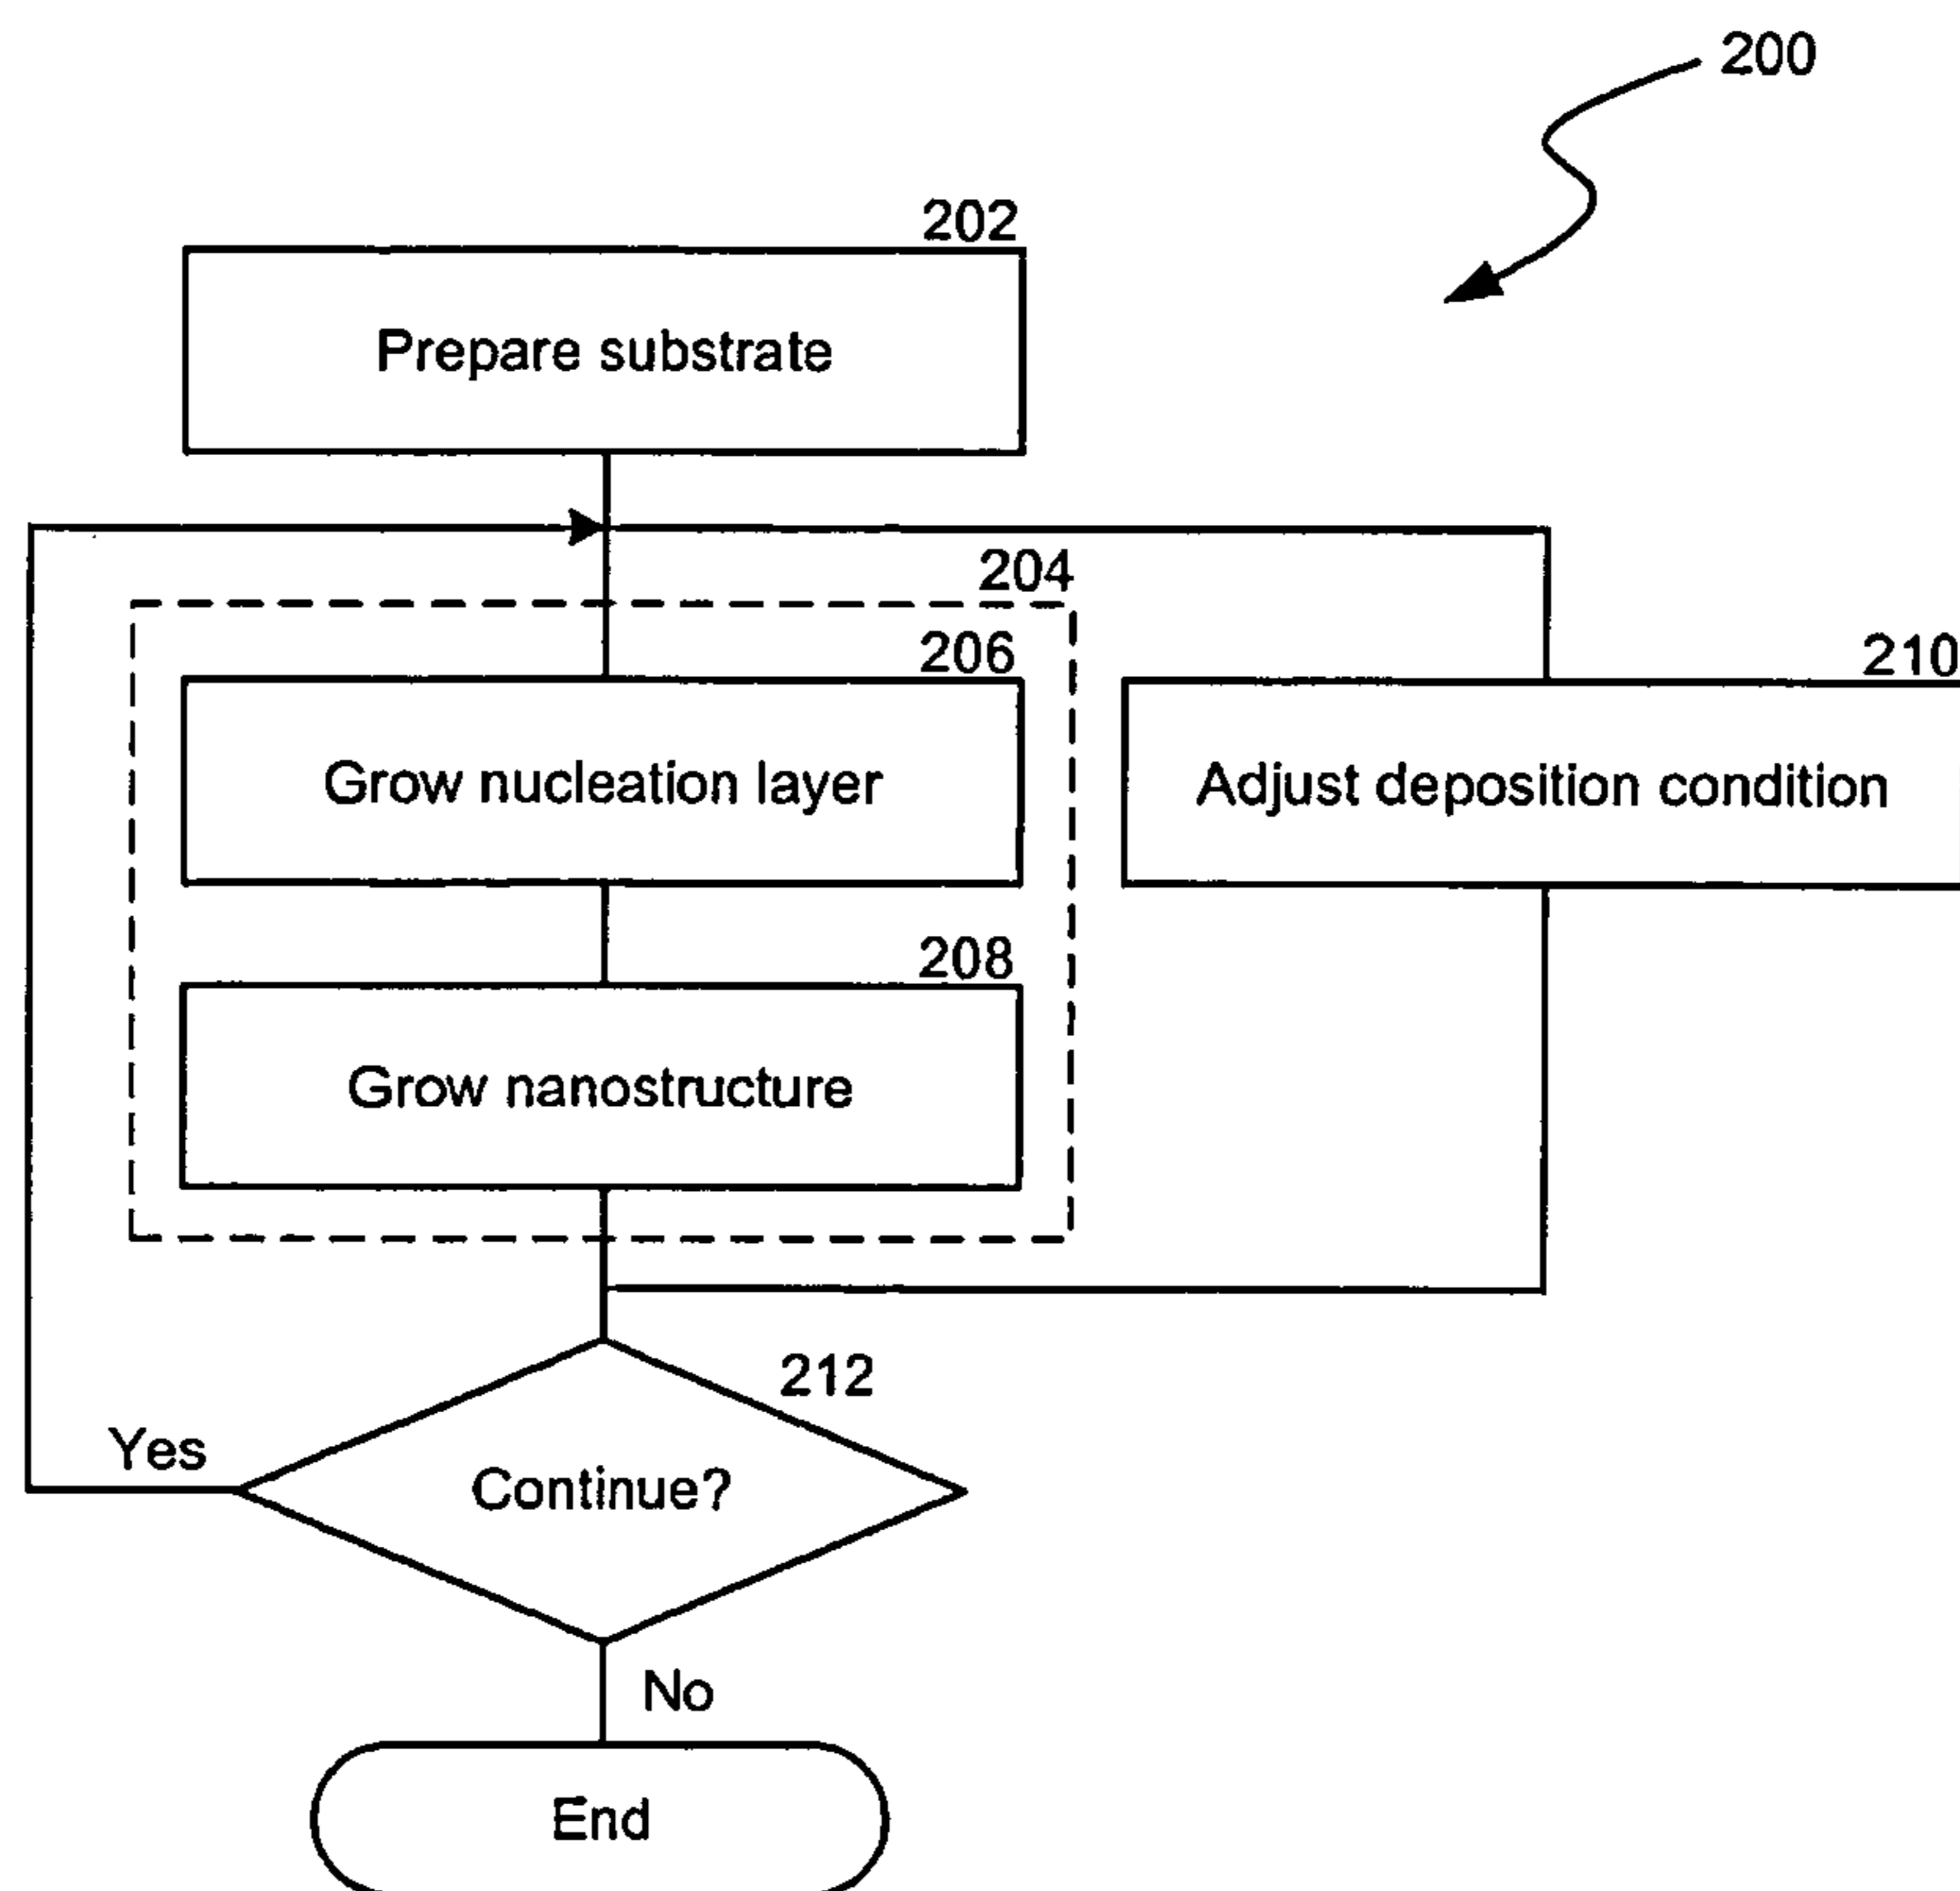 200
202
Prepare substrate
204
206
210
Grow nucleation layer
Adjust deposition condition
208
Grow nanostructure
212
Yes
Continue?
No
End